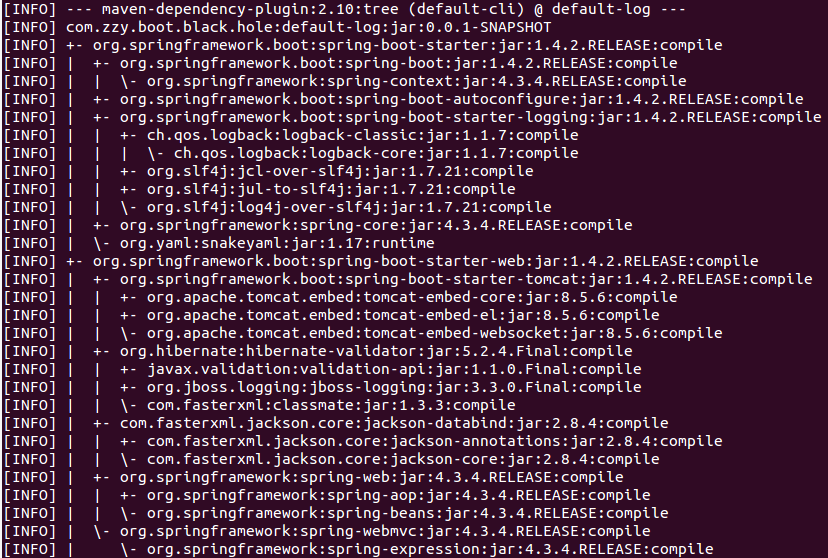 [INFO] --- maven-dependency-plugin:2.10:tree (default-cli) @ default-log ---
[INFO] com.zzy.boot.black.hole:default-log:jar:0.0.1-SNAPSHOT
[INFO] +- org.springframework.boot:spring-boot-starter:jar:1.4.2.RELEASE:compile
[INFO] |  +- org.springframework.boot:spring-boot:jar:1.4.2.RELEASE:compile
[INFO] |  |  \- org.springframework:spring-context:jar:4.3.4.RELEASE:compile
[INFO] |  +- org.springframework.boot:spring-boot-autoconfigure:jar:1.4.2.RELEASE:compile
[INFO] |  +- org.springframework.boot:spring-boot-starter-logging:jar:1.4.2.RELEASE:compile
[INFO] |  |  +- ch.qos.logback:logback-classic:jar:1.1.7:compile
[INFO] |  |  |  \- ch.qos.logback:logback-core:jar:1.1.7:compile
[INFO] |  |  +- org.slf4j:jcl-over-slf4j:jar:1.7.21:compile
[INFO] |  |  +- org.slf4j:jul-to-slf4j:jar:1.7.21:compile
[INFO] |  |  \- org.slf4j:log4j-over-slf4j:jar:1.7.21:compile
[INFO] |  +- org.springframework:spring-core:jar:4.3.4.RELEASE:compile
[INFO] |  \- org.yaml:snakeyaml:jar:1.17:runtime
[INFO] +- org.springframework.boot:spring-boot-starter-web:jar:1.4.2.RELEASE:compile
[INFO] |  +- org.springframework.boot:spring-boot-starter-tomcat:jar:1.4.2.RELEASE:compile
[INFO] |  |  +- org.apache.tomcat.embed:tomcat-embed-core:jar:8.5.6:compile
[INFO] |  |  +- org.apache.tomcat.embed:tomcat-embed-el:jar:8.5.6:compile
[INFO] |  |  \- org.apache.tomcat.embed:tomcat-embed-websocket:jar:8.5.6:compile
[INFO] |  +- org.hibernate:hibernate-validator:jar:5.2.4.Final:compile
[INFO] |  |  +- javax.validation:validation-api:jar:1.1.0.Final:compile
[INFO] |  |  +- org.jboss.logging:jboss-logging:jar:3.3.0.Final:compile
[INFO] |  |  \- com.fasterxml:classmate:jar:1.3.3:compile
[INFO] |  +- com.fasterxml.jackson.core:jackson-databind:jar:2.8.4:compile
[INFO] |  |  +- com.fasterxml.jackson.core:jackson-annotations:jar:2.8.4:compile
[INFO] |  |  \- com.fasterxml.jackson.core:jackson-core:jar:2.8.4:compile
[INFO] |  +- org.springframework:spring-web:jar:4.3.4.RELEASE:compile
[INFO] |  |  +- org.springframework:spring-aop:jar:4.3.4.RELEASE:compile
[INFO] |  |  \- org.springframework:spring-beans:jar:4.3.4.RELEASE:compile
[INFO] |  \- org.springframework:spring-webmvc:jar:4.3.4.RELEASE:compile
[INFO] |     \- org.springframework:spring-expression:jar:4.3.4.RELEASE:compile